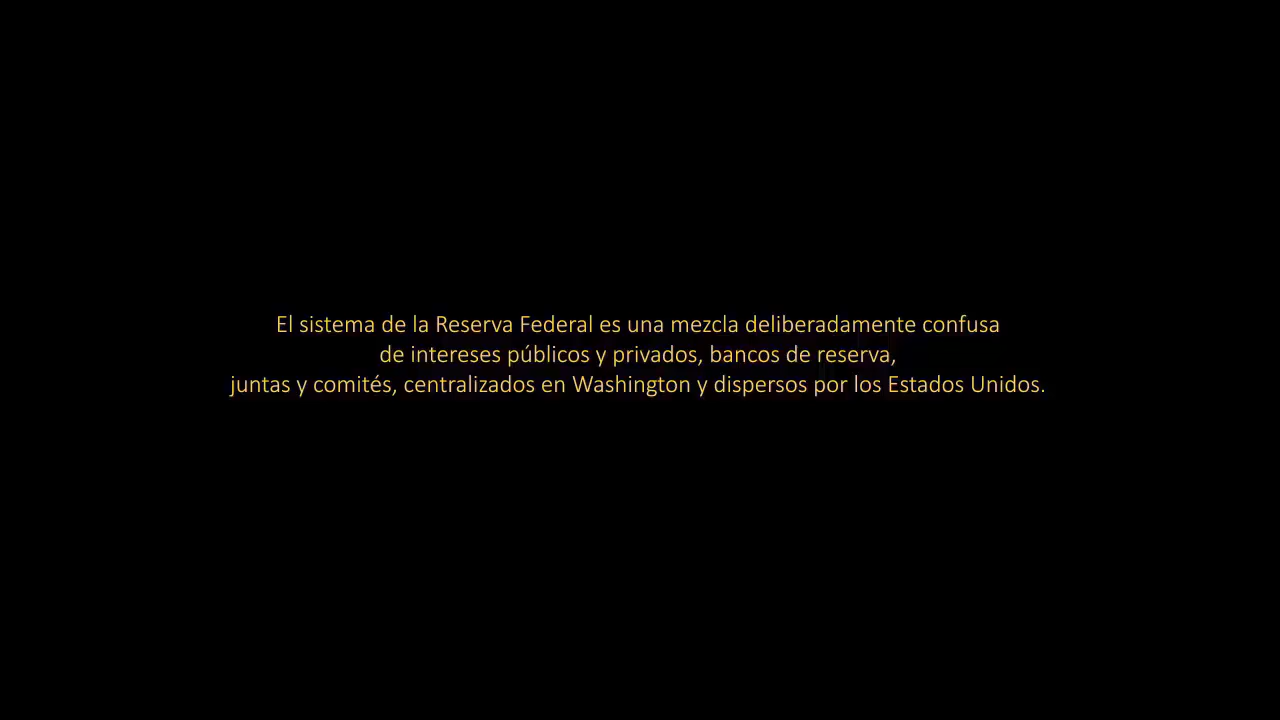 El sistema de la Reserva Federal es una mezcla deliberadamente confusa
de intereses públicos y privados, bancos de reserva,
juntas y comités, centralizados en Washington y dispersos por los Estados Unidos.